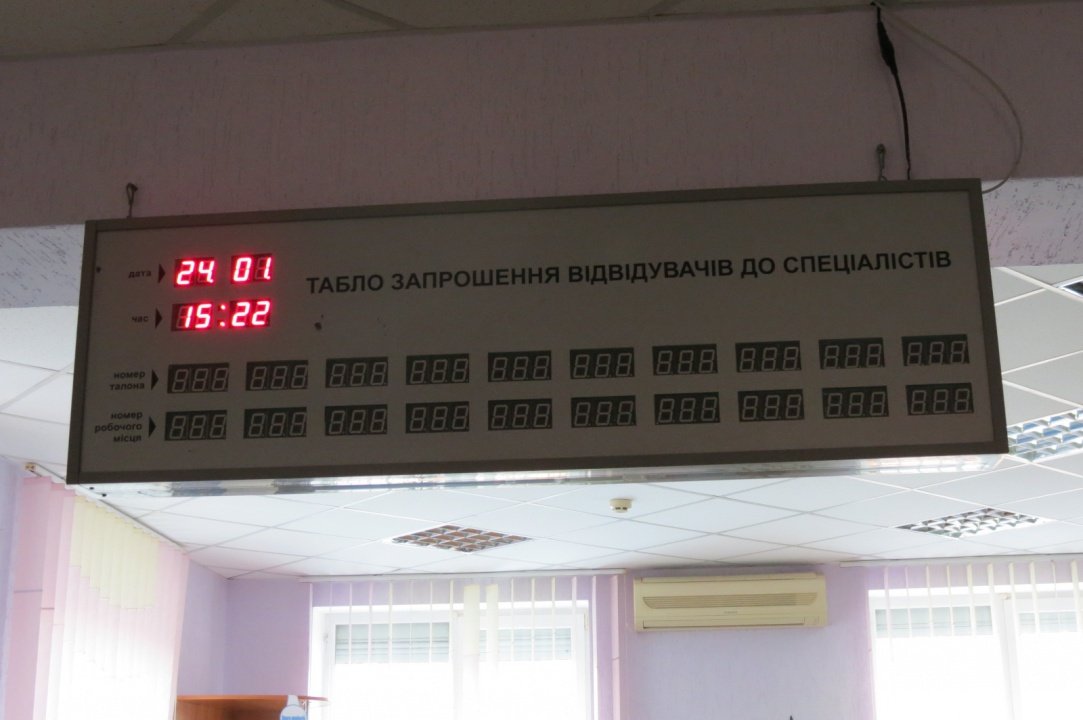 дата 24 01
ТАБЛО ЗАПРОШЕННЯ ВІДВІДУВАЧІВ ДО СПЕЦІАЛІСТІВ
час 15:22
номер
талона
номер
робочого
місця